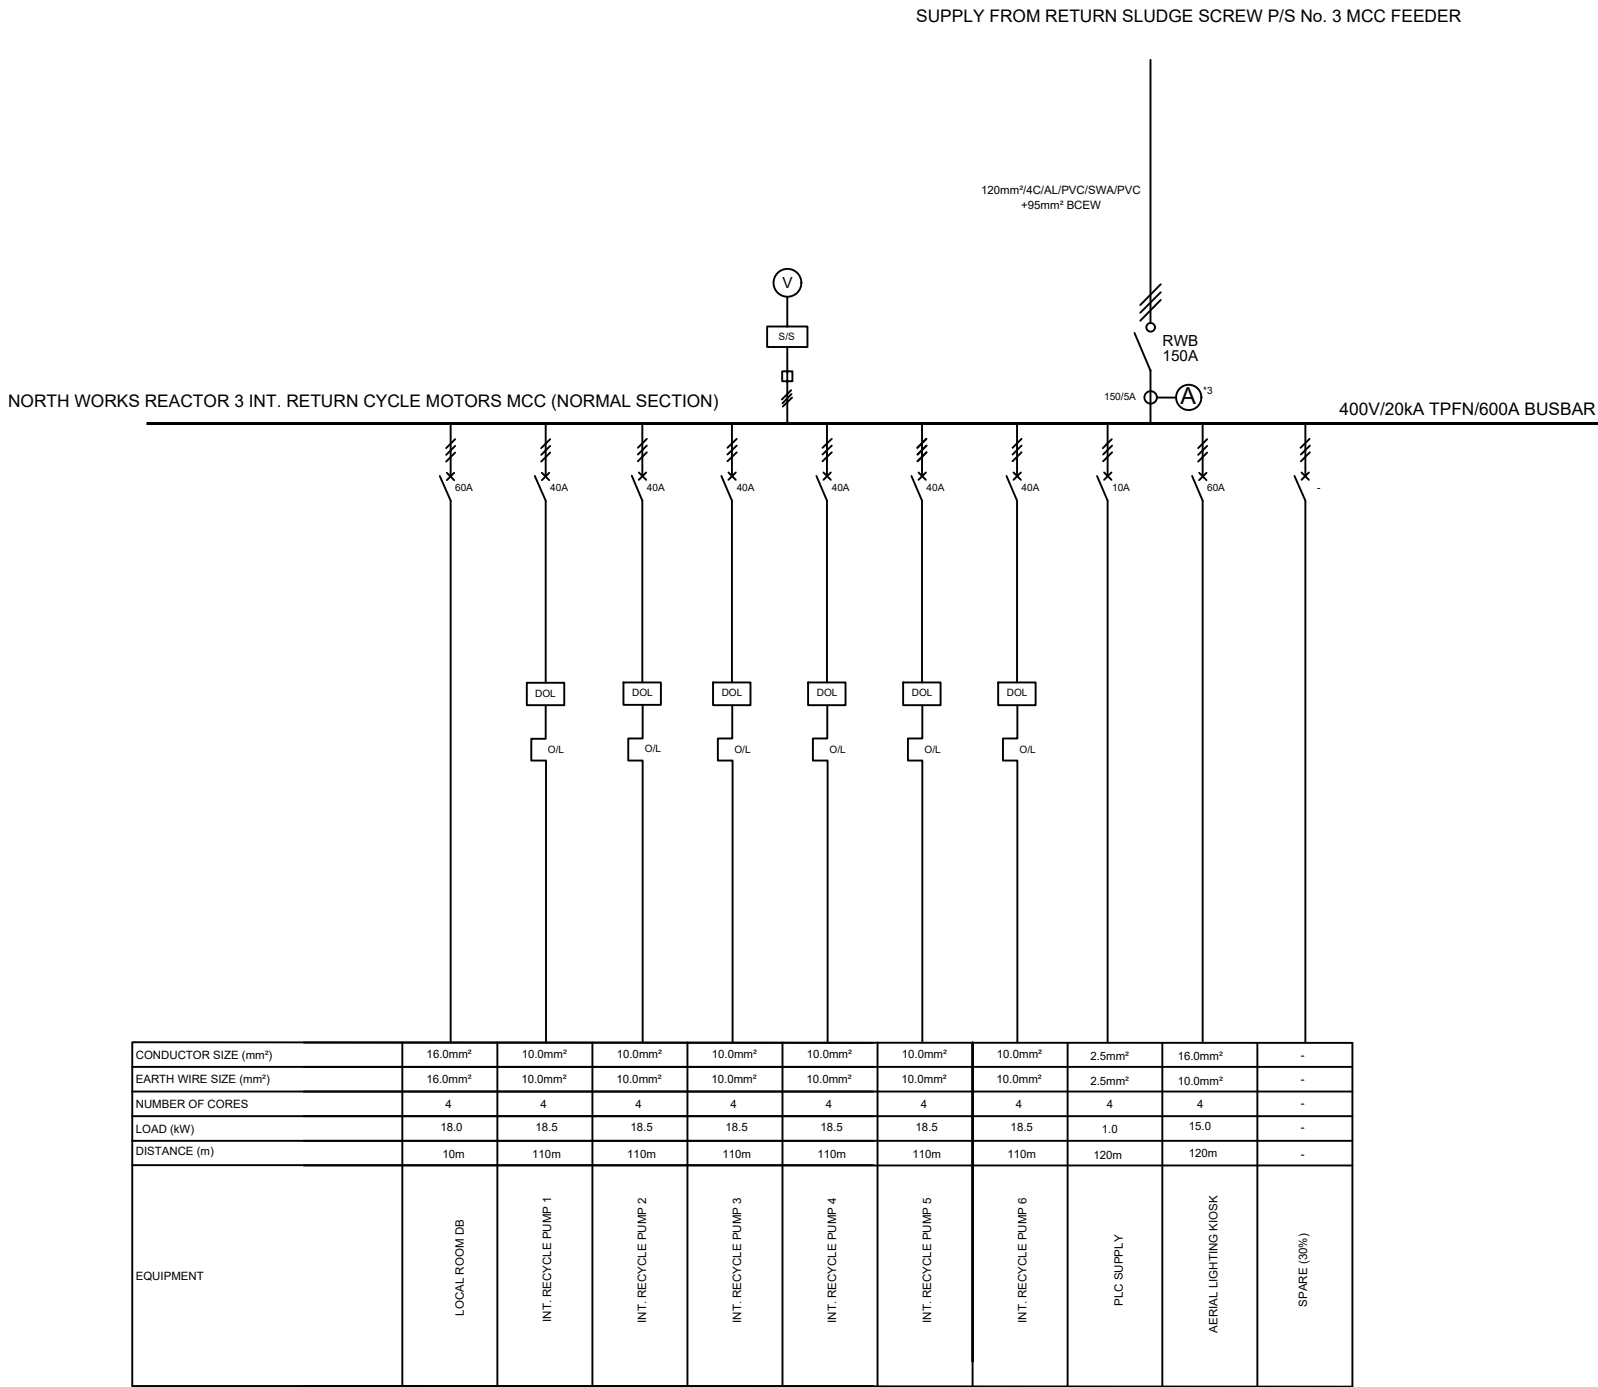 SUPPLY FROM RETURN SLUDGE SCREW P/S No. 3 MCC FEEDER
120mm²/4C/AL/PVC/SWA/PVC
+95mm² BCEW
V
S/S
RWB
150A
150/5A
A
*3
NORTH WORKS REACTOR 3 INT. RETURN CYCLE MOTORS MCC (NORMAL SECTION)
400V/20kA TPFN/600A BUSBAR
60A 40A 40A 40A 40A 40A 40A 10A 60A -
DOL DOL DOL DOL DOL DOL
O/L O/L O/L O/L O/L O/L
CONDUCTOR SIZE (mm²) 16.0mm² 10.0mm² 10.0mm² 10.0mm² 10.0mm² 10.0mm² 10.0mm² 2.5mm² 16.0mm² -
EARTH WIRE SIZE (mm²) 16.0mm² 10.0mm² 10.0mm² 10.0mm² 10.0mm² 10.0mm² 10.0mm² 2.5mm² 10.0mm² -
NUMBER OF CORES 4 4 4 4 4 4 4 4 4 -
LOAD (kW) 18.0 18.5 18.5 18.5 18.5 18.5 18.5 1.0 15.0 -
DISTANCE (m) 10m 110m 110m 110m 110m 110m 110m 120m 120m -
EQUIPMENT
LOCAL ROOM DB
INT. RECYCLE PUMP 1
INT. RECYCLE PUMP 2
INT. RECYCLE PUMP 3
INT. RECYCLE PUMP 4
INT. RECYCLE PUMP 5
INT. RECYCLE PUMP 6
PLC SUPPLY
AERIAL LIGHTING KIOSK
SPARE (30%)